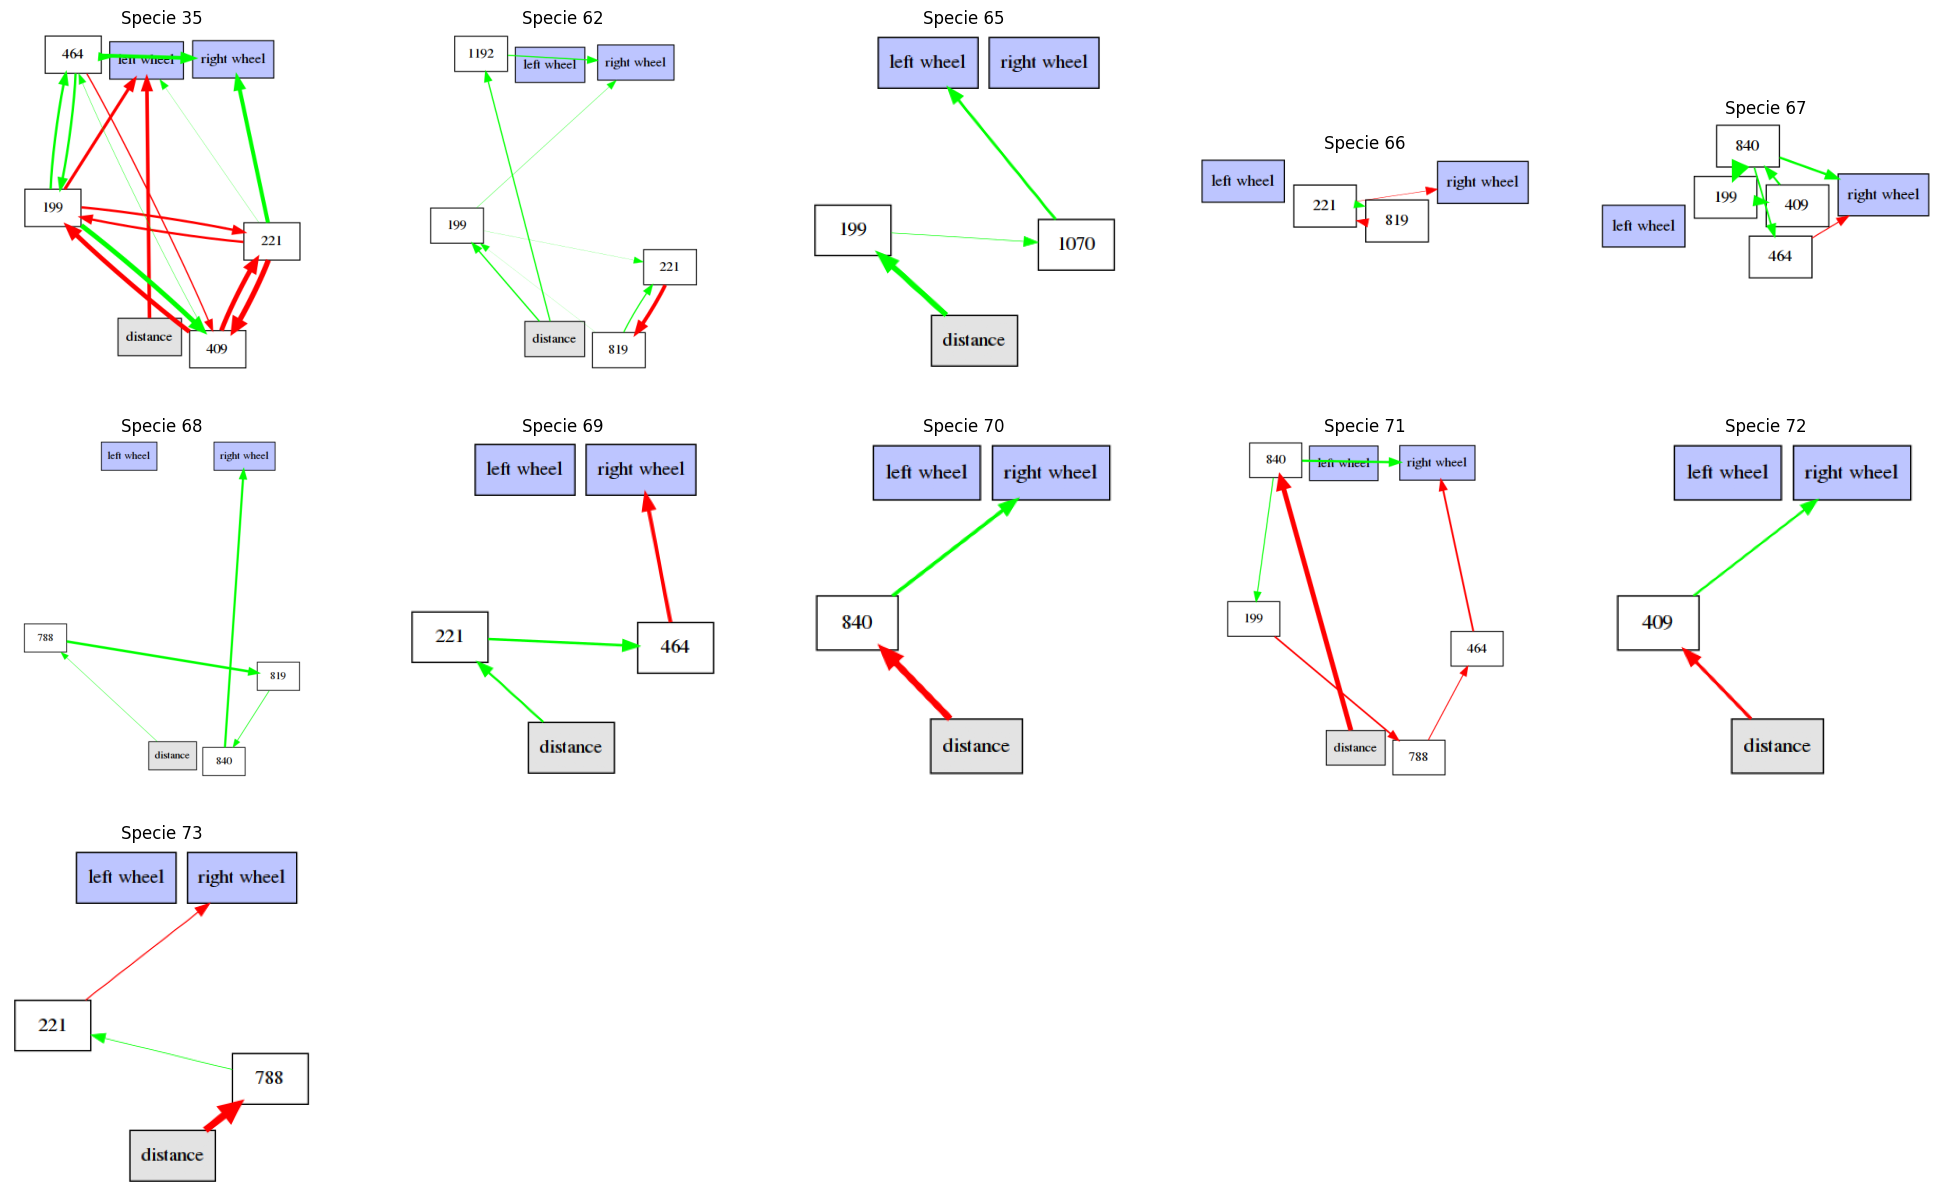 Specie 35
464
left wheel
right wheel
199
221
distance
409
Specie 62
1192
left wheel
right wheel
199
221
distance
819
Specie 65
left wheel
right wheel
199
1070
distance
Specie 66
left wheel
right wheel
221
819
Specie 67
840
199
409
right wheel
left wheel
464
Specie 68
left wheel
right wheel
788
819
distance
840
Specie 69
left wheel
right wheel
221
464
distance
Specie 70
left wheel
right wheel
840
distance
Specie 71
840
left wheel
right wheel
199
464
distance
788
Specie 72
left wheel
right wheel
409
distance
Specie 73
left wheel
right wheel
221
788
distance